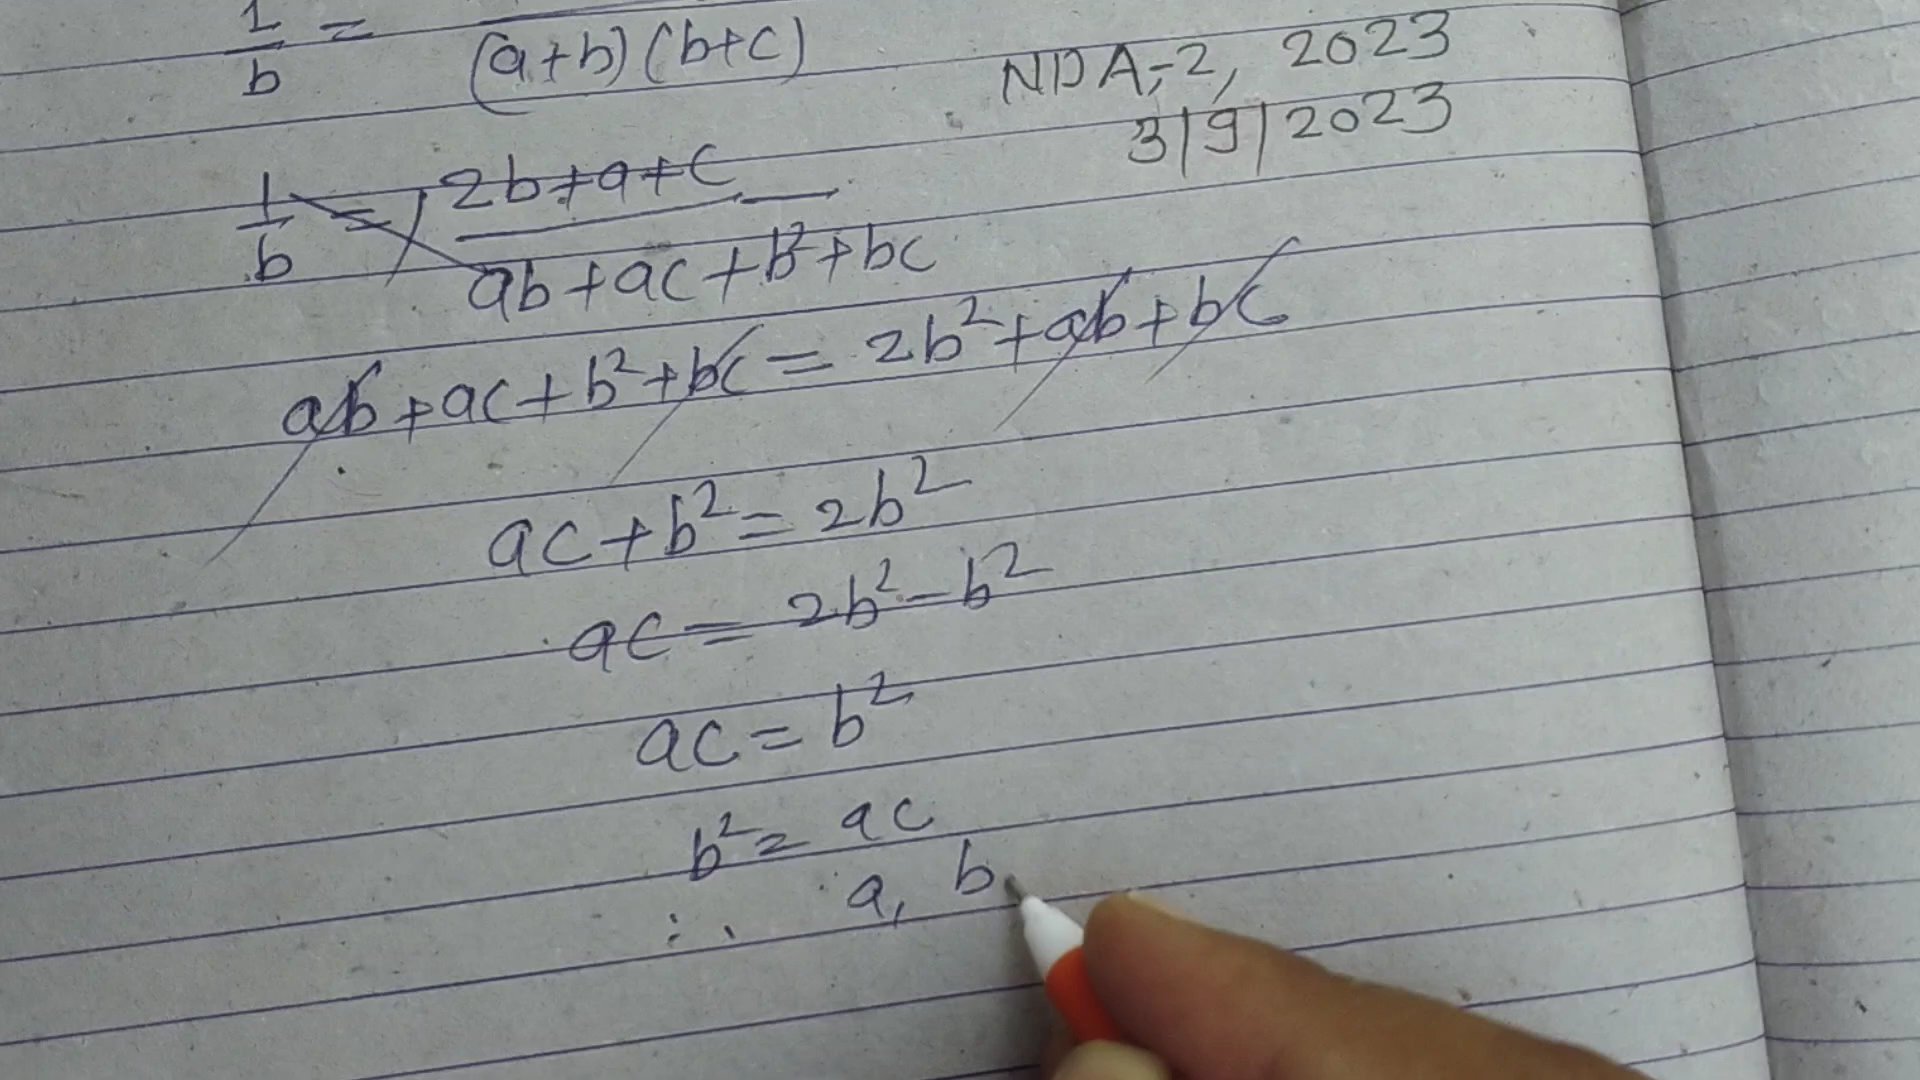 1/b = /(a+b)(b+c)
NDA,-2, 2023
3/9/2023
1/b = 2b+a+c/ab+ac+b²+bc
ab+ac+b²+bc = 2b²+ab+bc
ac+b² = 2b²
ac = 2b²-b²
ac = b²
b² = ac
∴ a, b